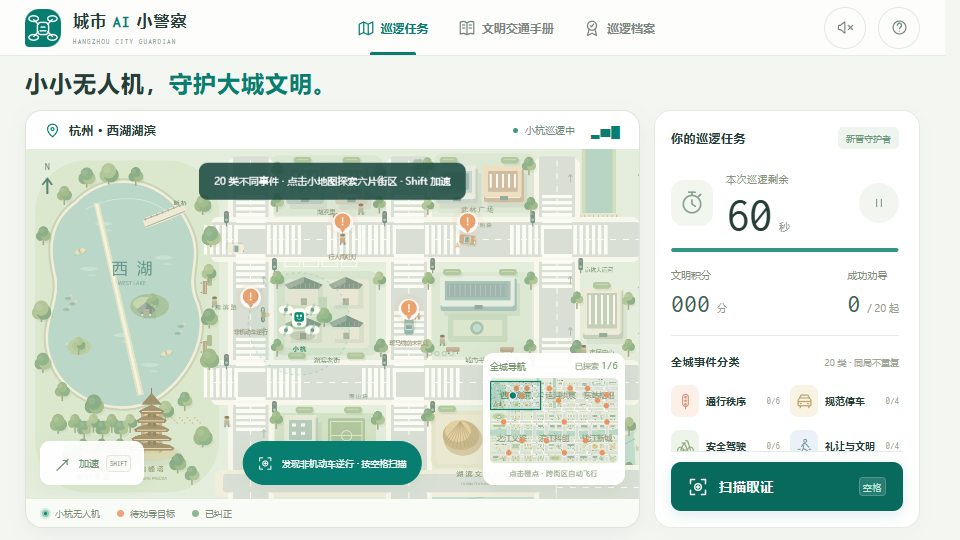 城市 AI 小警察
HANGZHOU CITY GUARDIAN
巡逻任务
文明交通手册
巡逻档案
小小无人机，守护大城文明。
杭州・西湖湖滨
小杭巡逻中
N
20 类不同事件・点击小地图探索六片街区・Shift 加速
西湖
WEST LAKE
小杭
全城导航
已探索 1/6
点击橙点・跨街区自动飞行
加速 SHIFT
发现非机动车逆行・按空格扫描
小杭无人机
待劝导目标
已纠正
你的巡逻任务
新晋守护者
本次巡逻剩余
60 秒
文明积分
成功劝导
000 分
0 / 20 起
全城事件分类
20 类・同局不重复
通行秩序 0/6
规范停车 0/4
安全驾驶 0/6
礼让与文明 0/4
扫描取证
空格